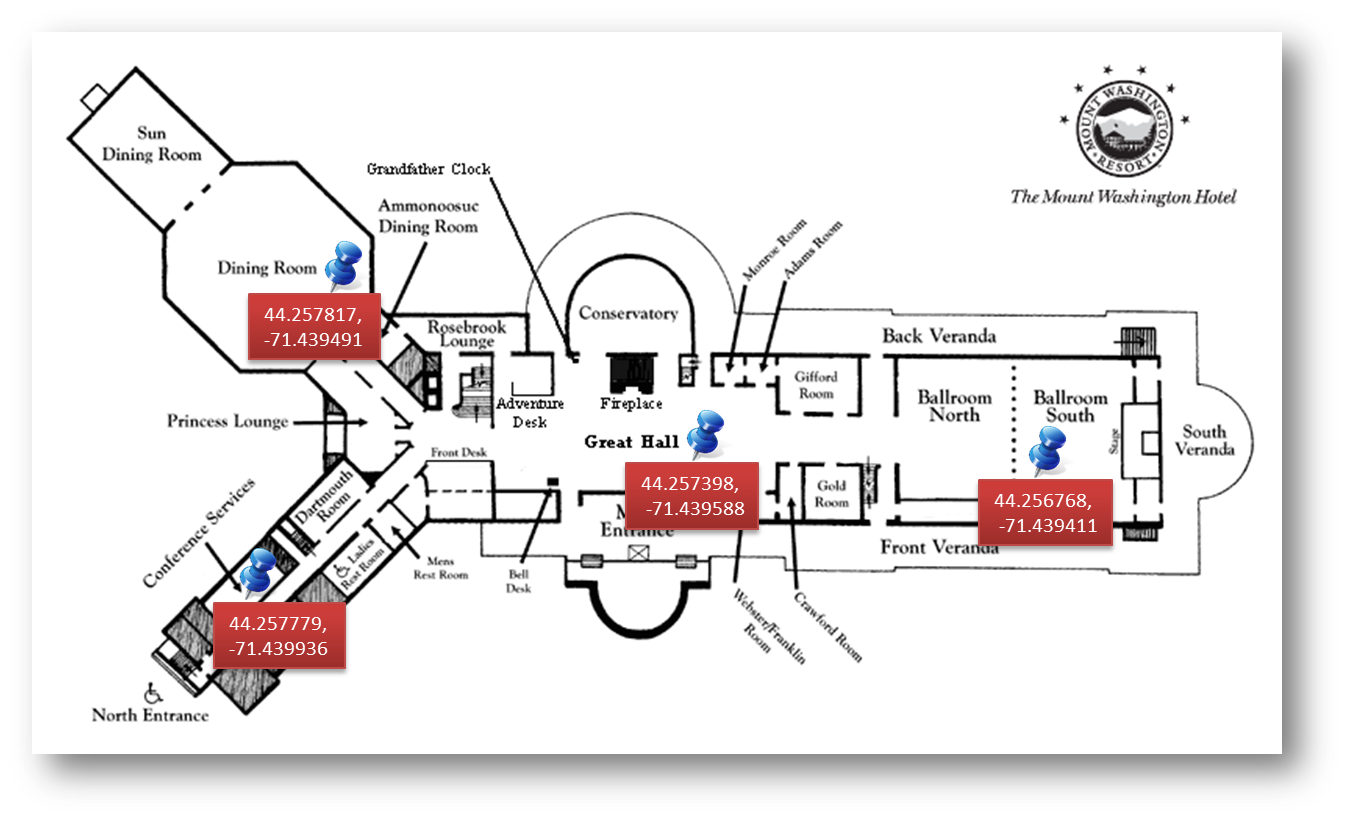 MOUNT WASHINGTON
RESORT
The Mount Washington Hotel
Sun
Dining Room
Grandfather Clock
Ammonoosuc
Dining Room
Dining Room
44.257817,
-71.439491
Rosebrook
Lounge
Conservatory
Monroe Room
Adams Room
Back Veranda
Adventure
Desk
Fireplace
Gifford
Room
Ballroom
North
Ballroom
South
Stage
South
Veranda
Princess Lounge
Great Hall
Front Desk
44.257398,
-71.439588
Gold
Room
44.256768,
-71.439411
Conference Services
Dartmouth
Room
Ladies
Rest Room
Mens
Rest Room
Bell
Desk
Entrance
Front Veranda
Webster/Franklin
Room
Crawford Room
44.257779,
-71.439936
North Entrance